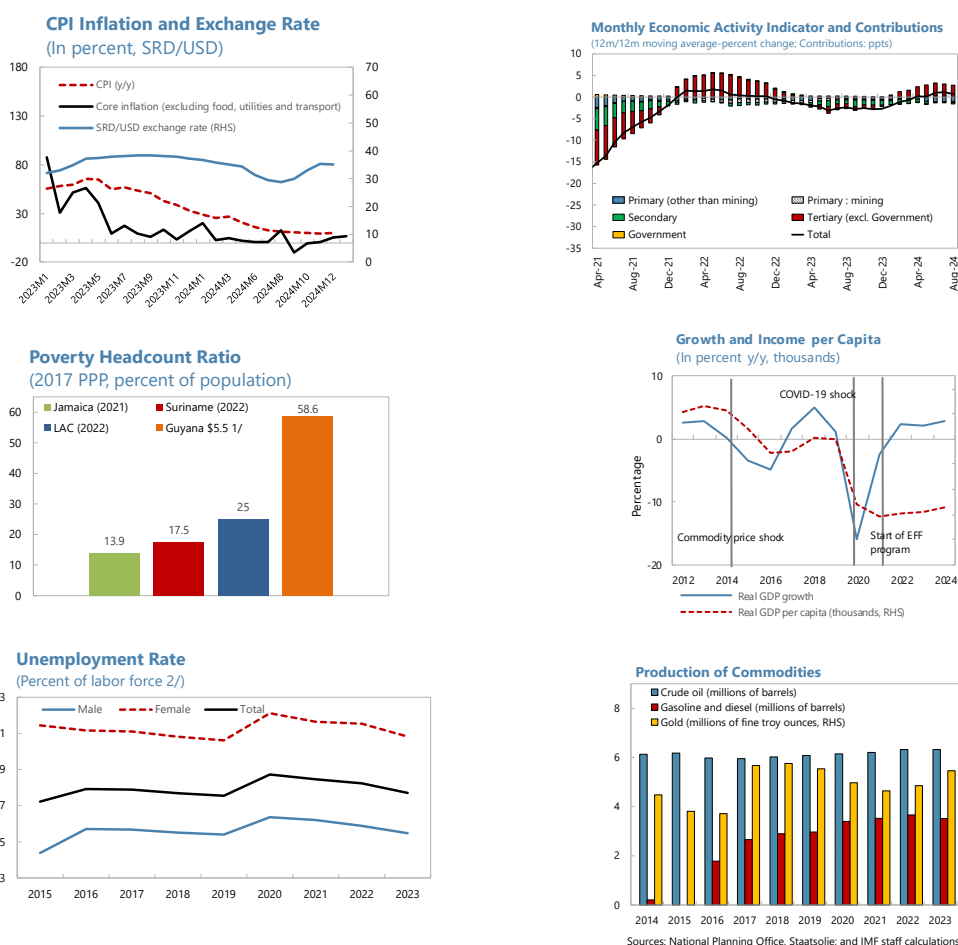 CPI Inflation and Exchange Rate
(In percent, SRD/USD)
180
130
80
30
-20
70
60
50
40
30
20
10
0
CPI (y/y)
Core inflation (excluding food, utilities and transport)
SRD/USD exchange rate (RHS)
2023M1
2023M3
2023M5
2023M7
2023M9
2023M11
2024M1
2024M3
2024M6
2024M8
2024M10
2024M12
Monthly Economic Activity Indicator and Contributions
(12m/12m moving average-percent change; Contributions: ppts)
10
5
0
-5
-10
-15
-20
-25
-30
-35
Primary (other than mining)
Primary : mining
Secondary
Tertiary (excl. Government)
Government
Total
Apr-21
Aug-21
Dec-21
Apr-22
Aug-22
Dec-22
Apr-23
Aug-23
Dec-23
Apr-24
Aug-24
Poverty Headcount Ratio
(2017 PPP, percent of population)
60
50
40
30
20
10
0
Jamaica (2021)
Suriname (2022)
LAC (2022)
Guyana $5.5 1/
13.9
17.5
25
58.6
Growth and Income per Capita
(In percent y/y, thousands)
Percentage
10
0
-10
-20
COVID-19 shock
Commodity price shock
Start of EFF
program
2012
2014
2016
2018
2020
2022
2024
Real GDP growth
Real GDP per capita (thousands, RHS)
Unemployment Rate
(Percent of labor force 2/)
3
1
9
7
5
3
Male
Female
Total
2015
2016
2017
2018
2019
2020
2021
2022
2023
Production of Commodities
Crude oil (millions of barrels)
Gasoline and diesel (millions of barrels)
Gold (millions of fine troy ounces, RHS)
8
6
4
2
0
2014
2015
2016
2017
2018
2019
2020
2021
2022
2023
Sources: National Planning Office, Staatsolie; and IMF staff calculations